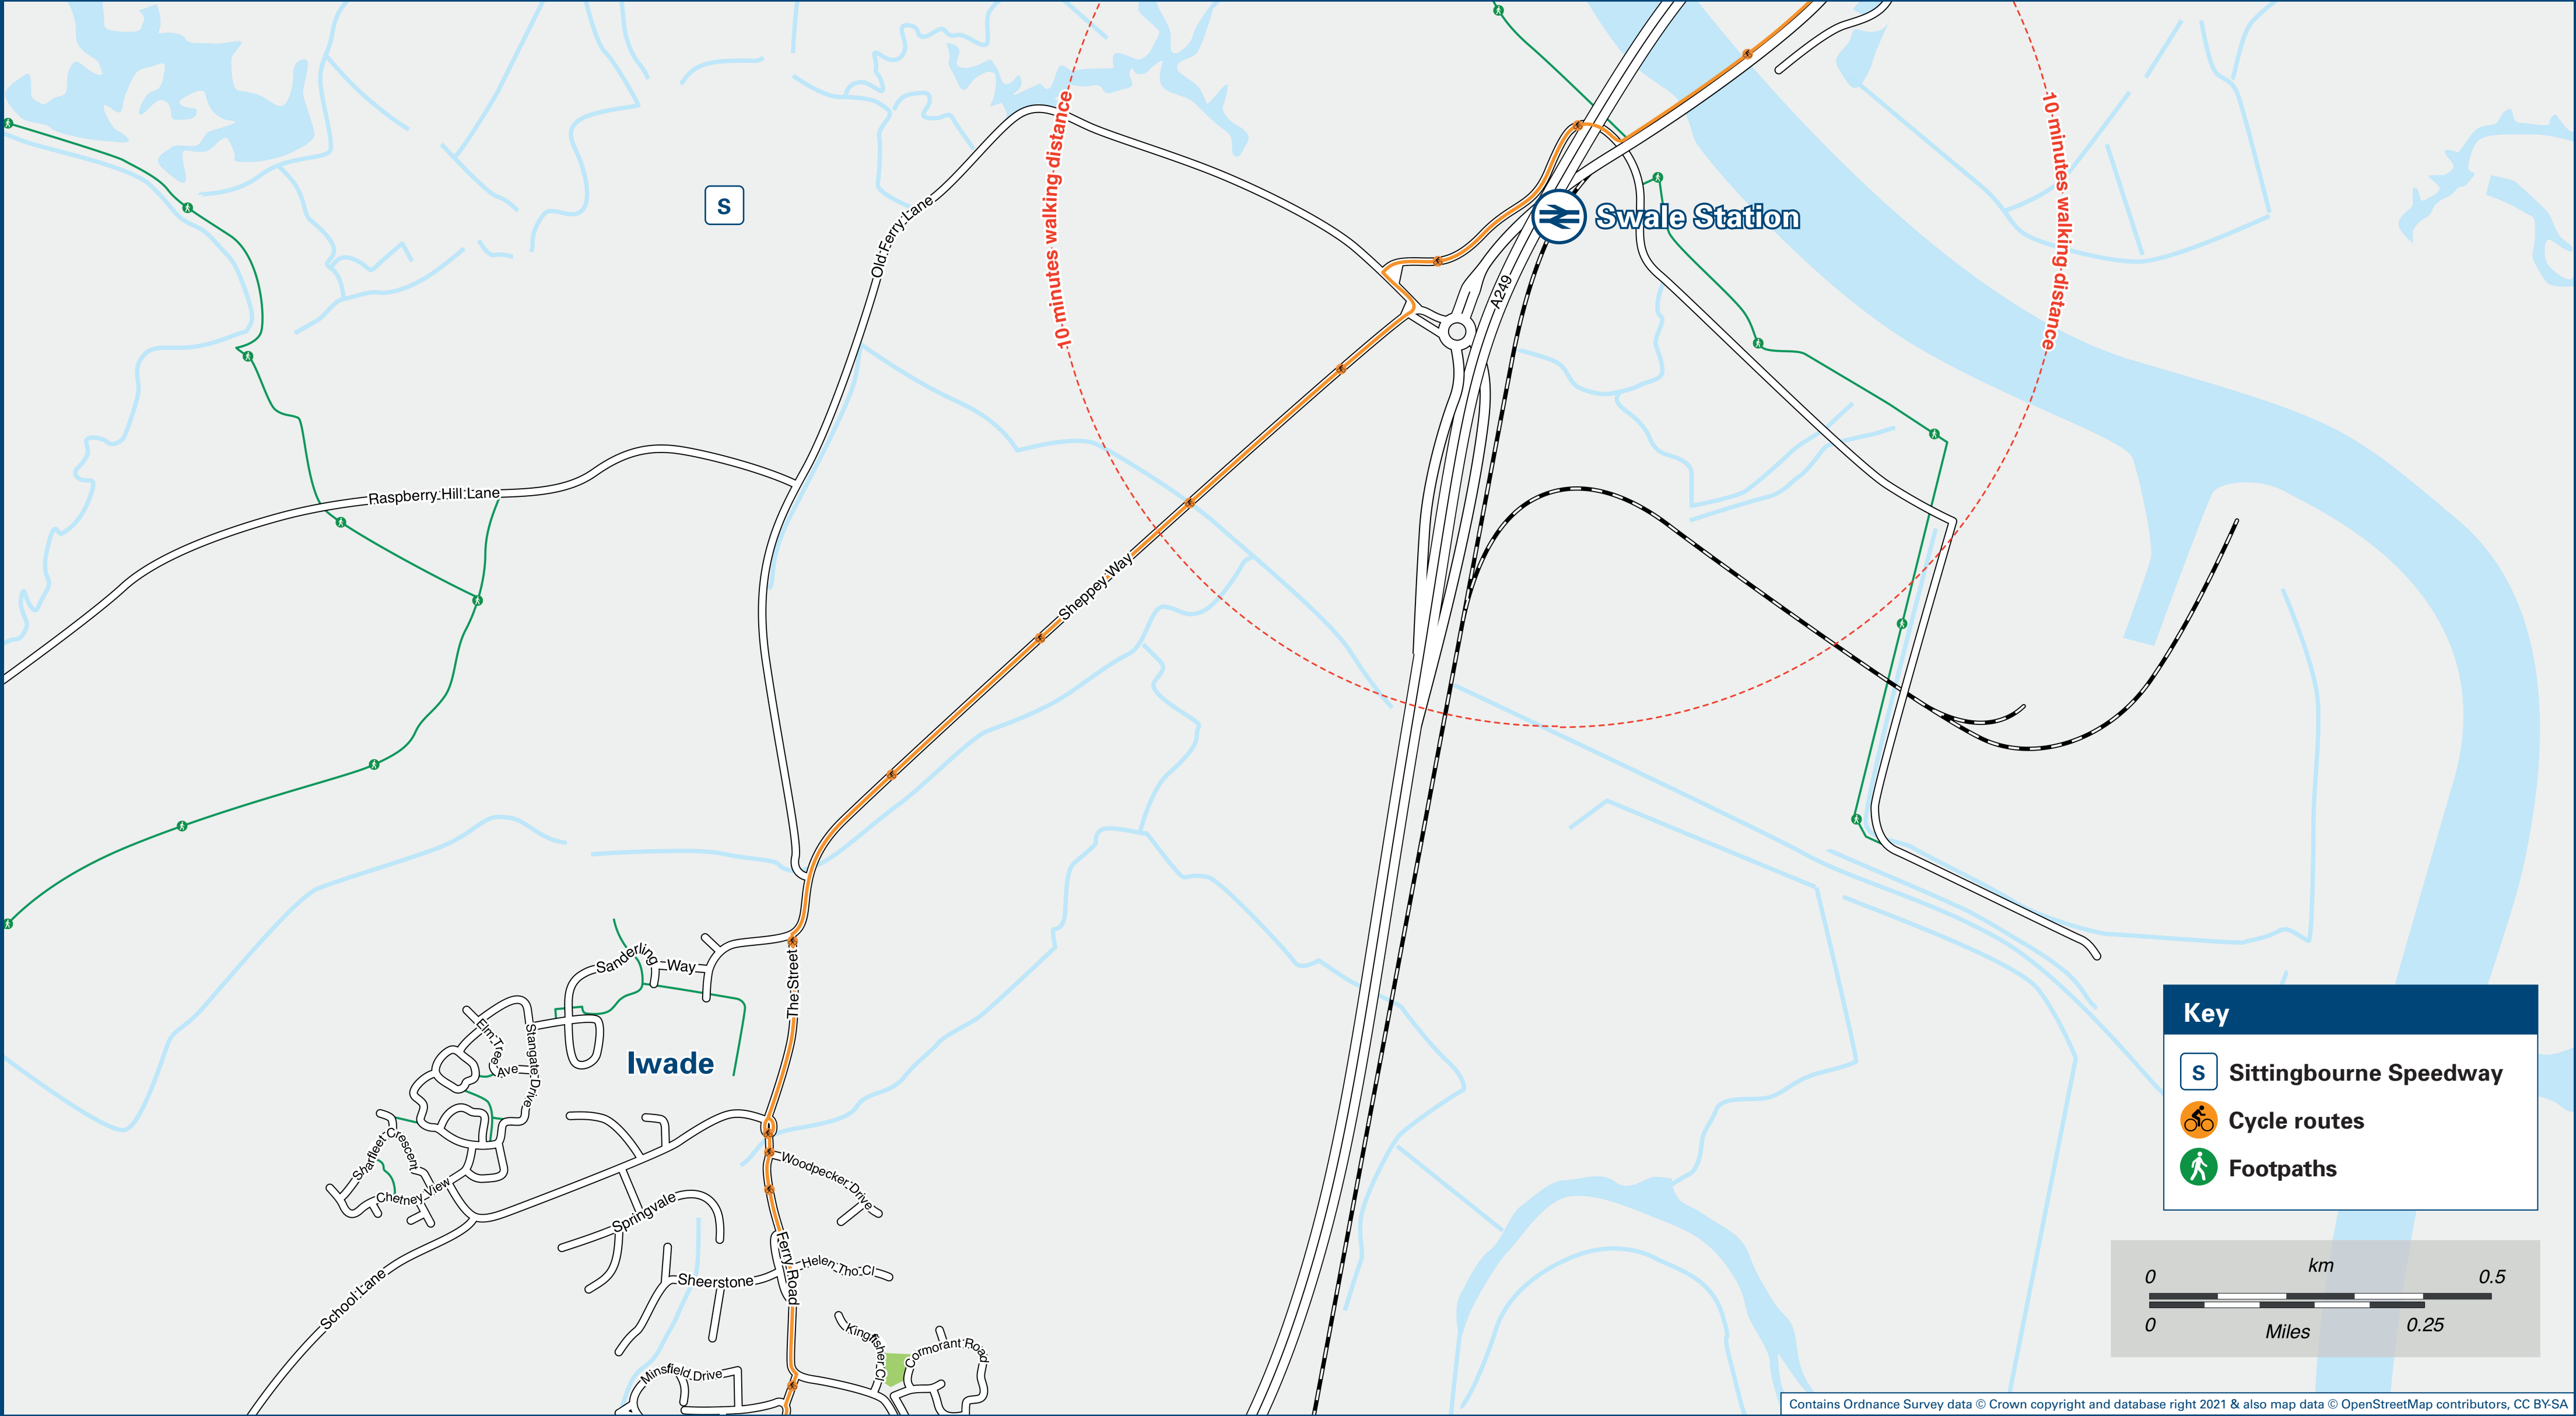 10 minutes walking distance
10 minutes walking distance
S
Old Ferry Lane
Swale Station
A249
Raspberry Hill Lane
Sheppey Way
Sanderling Way
The Street
Elm Tree Ave
Stangate Drive
Iwade
Sharfleet Crescent
Chetney View
Woodpecker Drive
Springvale
Ferry Road
Helen Tho Cl
Sheerstone
School Lane
Kingfisher Cl
Cormorant Road
Minsfield Drive
Key
S Sittingbourne Speedway
Cycle routes
Footpaths
km
0 0.5
0 0.25
Miles
Contains Ordnance Survey data © Crown copyright and database right 2021 & also map data © OpenStreetMap contributors, CC BY-SA